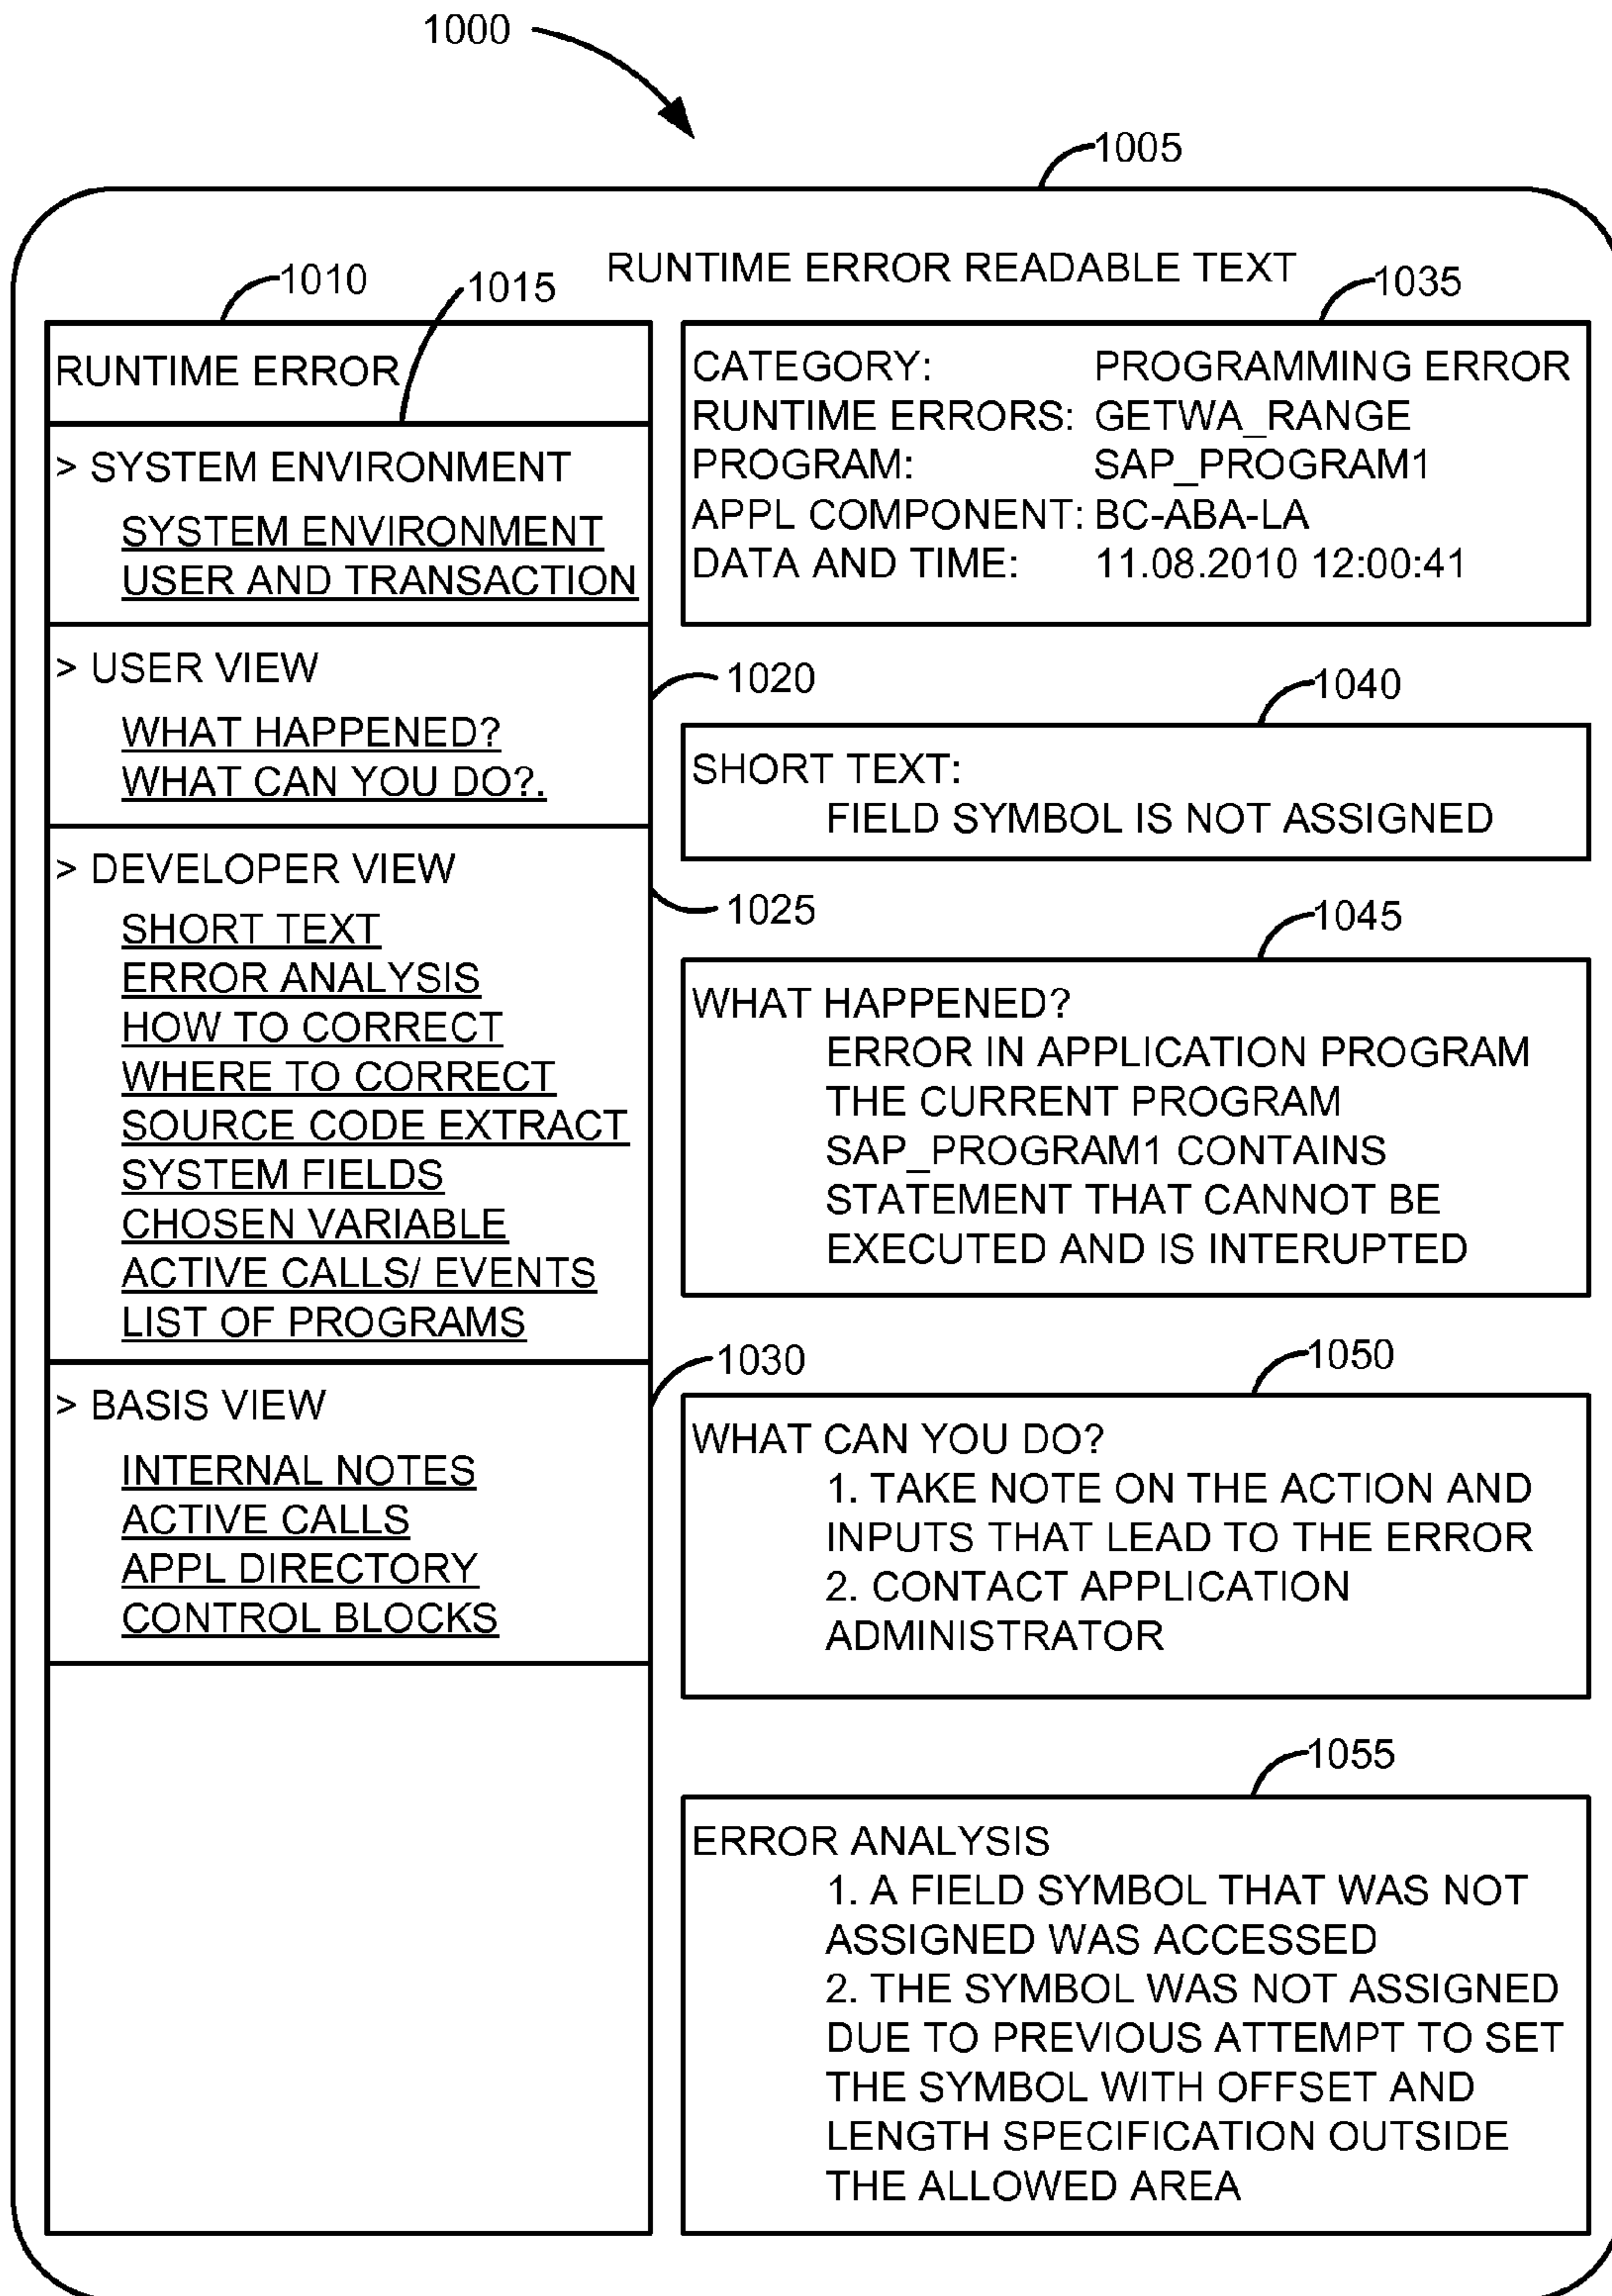 1000
1005
RUNTIME ERROR READABLE TEXT
1010
1015
RUNTIME ERROR
> SYSTEM ENVIRONMENT
SYSTEM ENVIRONMENT
USER AND TRANSACTION
> USER VIEW
WHAT HAPPENED?
WHAT CAN YOU DO?.
1020
> DEVELOPER VIEW
SHORT TEXT
ERROR ANALYSIS
HOW TO CORRECT
WHERE TO CORRECT
SOURCE CODE EXTRACT
SYSTEM FIELDS
CHOSEN VARIABLE
ACTIVE CALLS/ EVENTS
LIST OF PROGRAMS
1025
> BASIS VIEW
INTERNAL NOTES
ACTIVE CALLS
APPL DIRECTORY
CONTROL BLOCKS
1030
1035
CATEGORY: PROGRAMMING ERROR
RUNTIME ERRORS: GETWA_RANGE
PROGRAM: SAP_PROGRAM1
APPL COMPONENT: BC-ABA-LA
DATA AND TIME: 11.08.2010 12:00:41
1040
SHORT TEXT:
FIELD SYMBOL IS NOT ASSIGNED
1045
WHAT HAPPENED?
ERROR IN APPLICATION PROGRAM
THE CURRENT PROGRAM
SAP_PROGRAM1 CONTAINS
STATEMENT THAT CANNOT BE
EXECUTED AND IS INTERUPTED
1050
WHAT CAN YOU DO?
1. TAKE NOTE ON THE ACTION AND
INPUTS THAT LEAD TO THE ERROR
2. CONTACT APPLICATION
ADMINISTRATOR
1055
ERROR ANALYSIS
1. A FIELD SYMBOL THAT WAS NOT
ASSIGNED WAS ACCESSED
2. THE SYMBOL WAS NOT ASSIGNED
DUE TO PREVIOUS ATTEMPT TO SET
THE SYMBOL WITH OFFSET AND
LENGTH SPECIFICATION OUTSIDE
THE ALLOWED AREA